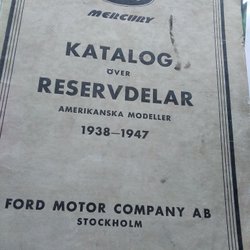 MERCURY
KATALOG
ÖVER
RESERVDELAR
AMERIKANSKA MODELLER
1938—1947
FORD MOTOR COMPANY AB
STOCKHOLM